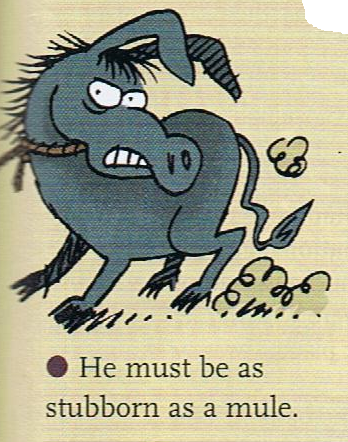 ● He must be as
stubborn as a mule.